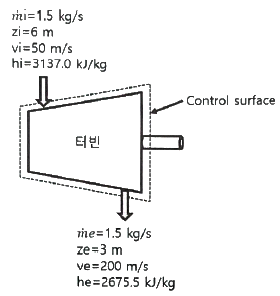 ṁi=1.5 kg/s
zi=6 m
vi=50 m/s
hi=3137.0 kJ/kg
Control surface
터빈
ṁe=1.5 kg/s
ze=3 m
ve=200 m/s
he=2675.5 kJ/kg